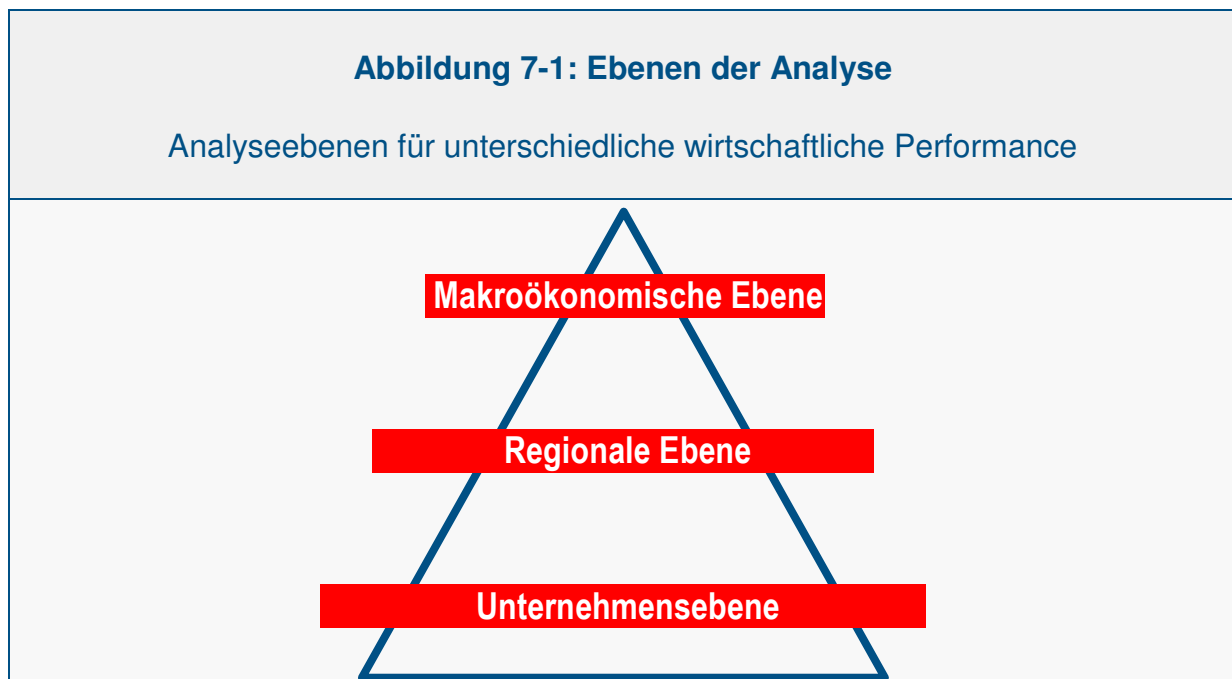 Abbildung 7-1: Ebenen der Analyse
Analyseebenen für unterschiedliche wirtschaftliche Performance
Makroökonomische Ebene
Regionale Ebene
Unternehmensebene